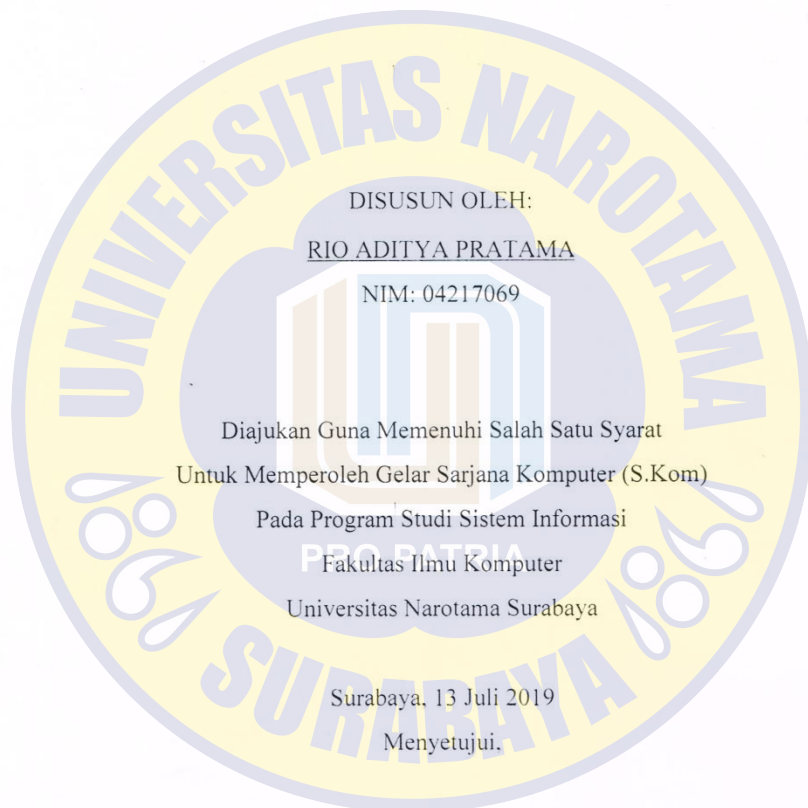 UNIVERSITAS NAROTAMA
DISUSUN OLEH:
RIO ADITYA PRATAMA
NIM: 04217069
Diajukan Guna Memenuhi Salah Satu Syarat
Untuk Memperoleh Gelar Sarjana Komputer (S.Kom)
Pada Program Studi Sistem Informasi
PRO PATRIA
Fakultas Ilmu Komputer
Universitas Narotama Surabaya
SURABAYA
Surabaya, 13 Juli 2019
Menyetujui,